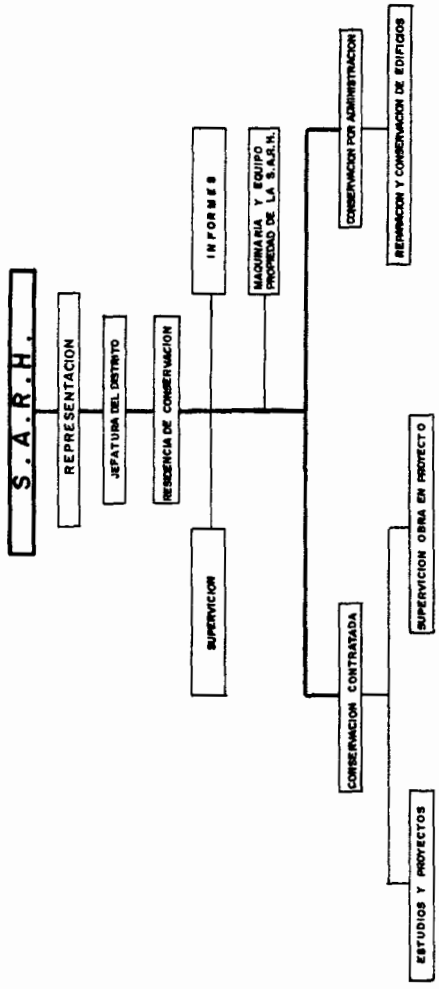 S.A.R.H.
REPRESENTACION
JEFATURA DEL DISTRITO
RESIDENCIA DE CONSERVACION
SUPERVICION
INFORMES
MAQUINARIA Y EQUIPO
PROPIEDAD DE LA S.A.R.H.
CONSERVACION CONTRATADA
CONSERVACION POR ADMINISTRACION
ESTUDIOS Y PROYECTOS
SUPERVICION OBRA EN PROYECTO
REPARACION Y CONSERVACION DE EDIFICIOS